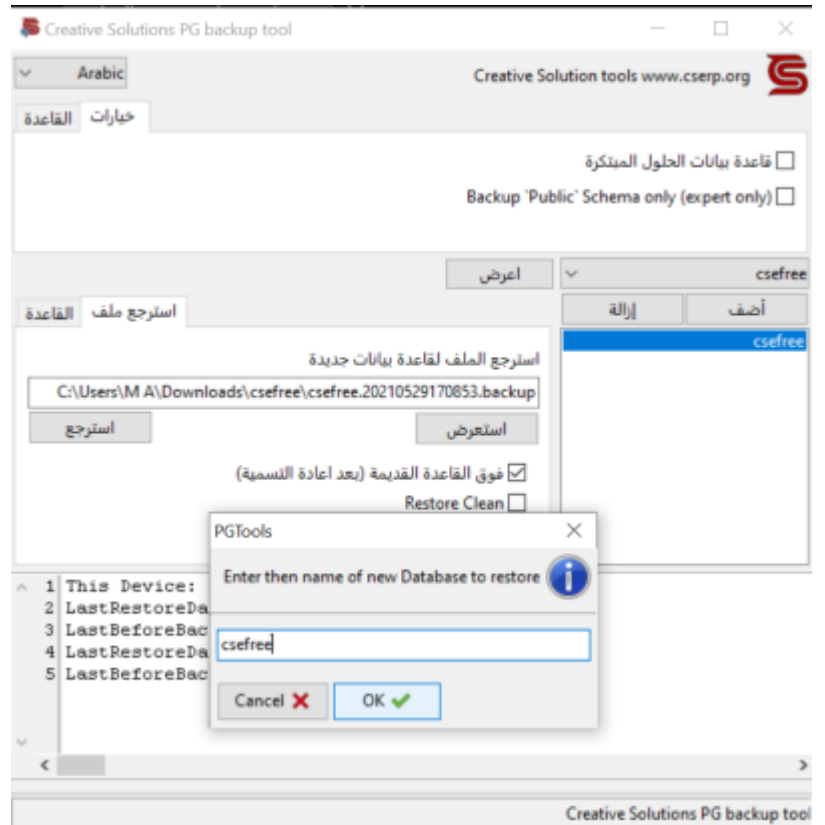 Creative Solutions PG backup tool
Arabic
Creative Solution tools www.cserp.org
خيارات
القاعدة
قاعدة بيانات الحلول المبتكرة
Backup 'Public' Schema only (expert only)
اعرض
csefree
استرجع ملف
القاعدة
أضف
إزالة
csefree
استرجع الملف لقاعدة بيانات جديدة
C:\Users\M A\Downloads\csefree\csefree.20210529170853.backup
استعرض
استرجع
فوق القاعدة القديمة (بعد اعادة التسمية)
Restore Clean
PGTools
Enter then name of new Database to restore
csefree
Cancel
OK
1 This Device:
2 LastRestoreDa
3 LastBeforeBac
4 LastRestoreDa
5 LastBeforeBac
Creative Solutions PG backup tool